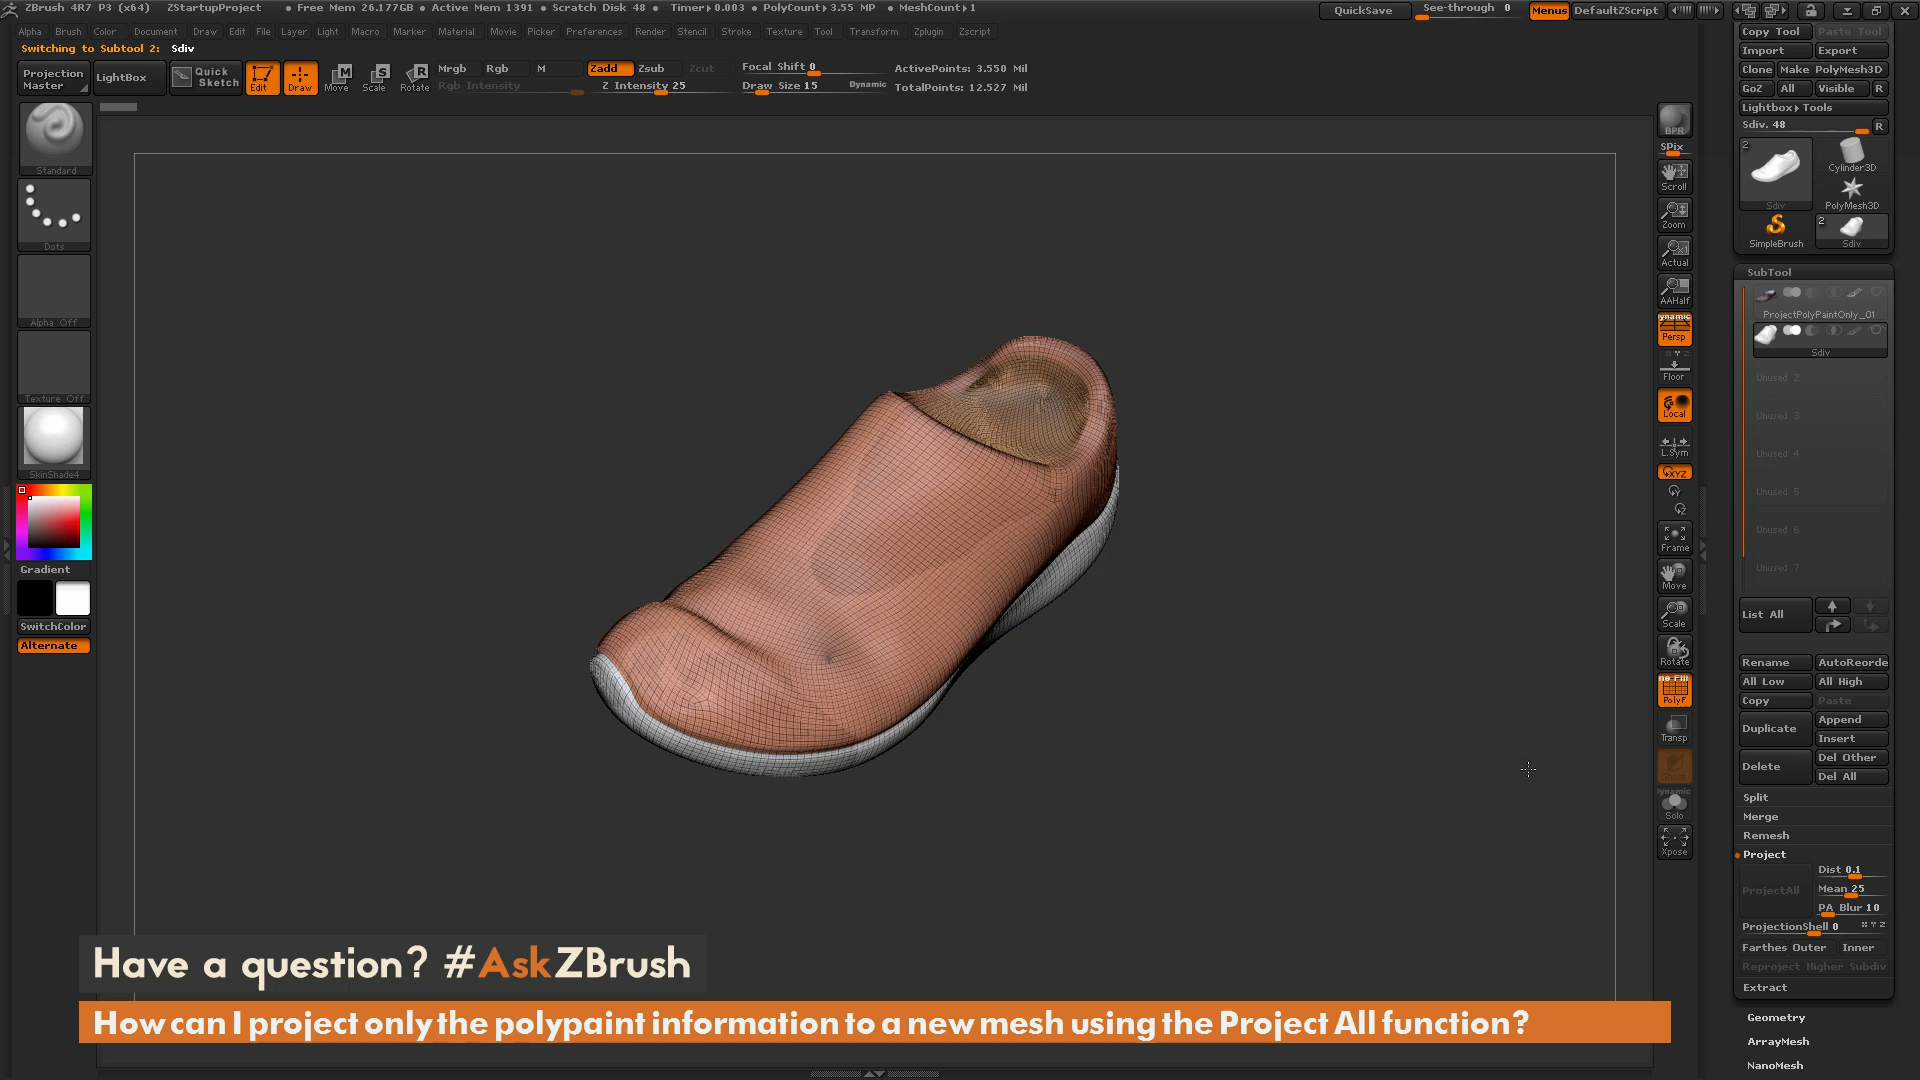 ZBrush 4R7 P3 (x64) ZStartupProject • Free Mem 26.177GB • Active Mem 1391 • Scratch Disk 48 • Timer▸0.003 • PolyCount▸3.55 MP • MeshCount▸1 QuickSave See-through 0 Menus DefaultZScript
Alpha Brush Color Document Draw Edit File Layer Light Macro Marker Material Movie Picker Preferences Render Stencil Stroke Texture Tool Transform Zplugin Zscript
Switching to Subtool 2: Sdiv
Projection Master
LightBox
Quick Sketch
Edit
Draw
Move
Scale
Rotate
Mrgb Rgb M
Rgb Intensity
Zadd Zsub Zcut
Z Intensity 25
Focal Shift 0
Draw Size 15
Dynamic
ActivePoints: 3.550 Mil
TotalPoints: 12.527 Mil
Standard
Dots
Alpha Off
Texture Off
SkinShade4
Gradient
SwitchColor
Alternate
BPR
SPix
Scroll
Zoom
Actual
AAHalf
Persp
Floor
Local
L.Sym
XYZ
Frame
Move
Scale
Rotate
PolyF
Transp
Dynamic
Solo
Xpose
Copy Tool Paste Tool
Import Export
Clone Make PolyMesh3D
GoZ All Visible R
Lightbox▸Tools
Sdiv. 48 R
2
Sdiv
Cylinder3D
PolyMesh3D
SimpleBrush
2
Sdiv
SubTool
ProjectPolyPaintOnly_01
Sdiv
Unused 2
Unused 3
Unused 4
Unused 5
Unused 6
Unused 7
List All
Rename AutoReorde
All Low All High
Copy Paste
Duplicate Append
Insert
Delete Del Other
Del All
Split
Merge
Remesh
Project
ProjectAll
Dist 0.1
Mean 25
PA Blur 10
ProjectionShell 0
Farthes Outer Inner
Reproject Higher Subdiv
Extract
Geometry
ArrayMesh
NanoMesh
Have a question? #AskZBrush
How can I project only the polypaint information to a new mesh using the Project All function?